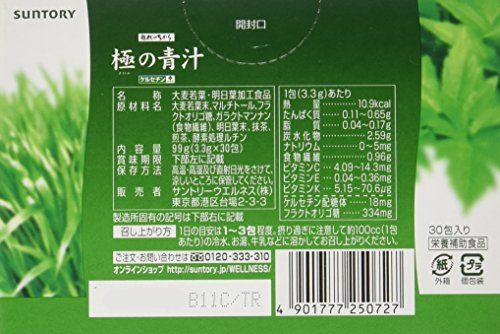 SUNTORY
開封口
自然のちから
極の青汁
ケルセチン+
名 称 大麦若葉・明日葉加工食品
原材料名 大麦若葉末、マルチトール、フラクトオリゴ糖、ガラクトマンナン(食物繊維)、明日葉末、抹茶、煎茶、酵素処理ルチン
内 容 量 99g(3.3g×30包)
賞味期限 下部左に記載
保存方法 高温・高湿及び直射日光をさけて、涼しいところに保管してください。
販 売 者 サントリーウエルネス(株) 東京都港区台場2-3-3
製造所固有の記号は下部右に記載
1包(3.3g)あたり
熱 量 10.9kcal
たんぱく質 0.11~0.65g
脂 質 0.04~0.17g
炭水化物 2.59g
ナトリウム 0~5mg
食物繊維 0.96g
ビタミンC 4.09~14.3mg
ビタミンE 0.04~0.36mg
ビタミンK 5.15~70.6μg
ケルセチン配糖体 18mg
フラクトオリゴ糖 334mg
召し上がり方 1日の目安は1~3包程度。摂り過ぎに注意して約100cc(1包あたり)の冷水、お湯、牛乳などに溶かしてお召し上がりください。
ご注文・お問い合わせは 0120-333-310
オンラインショップ http://suntory.jp/WELLNESS/
30包入り
栄養補助食品
紙
外箱
プラ
個包装
B11C/TR
4 901777 250727